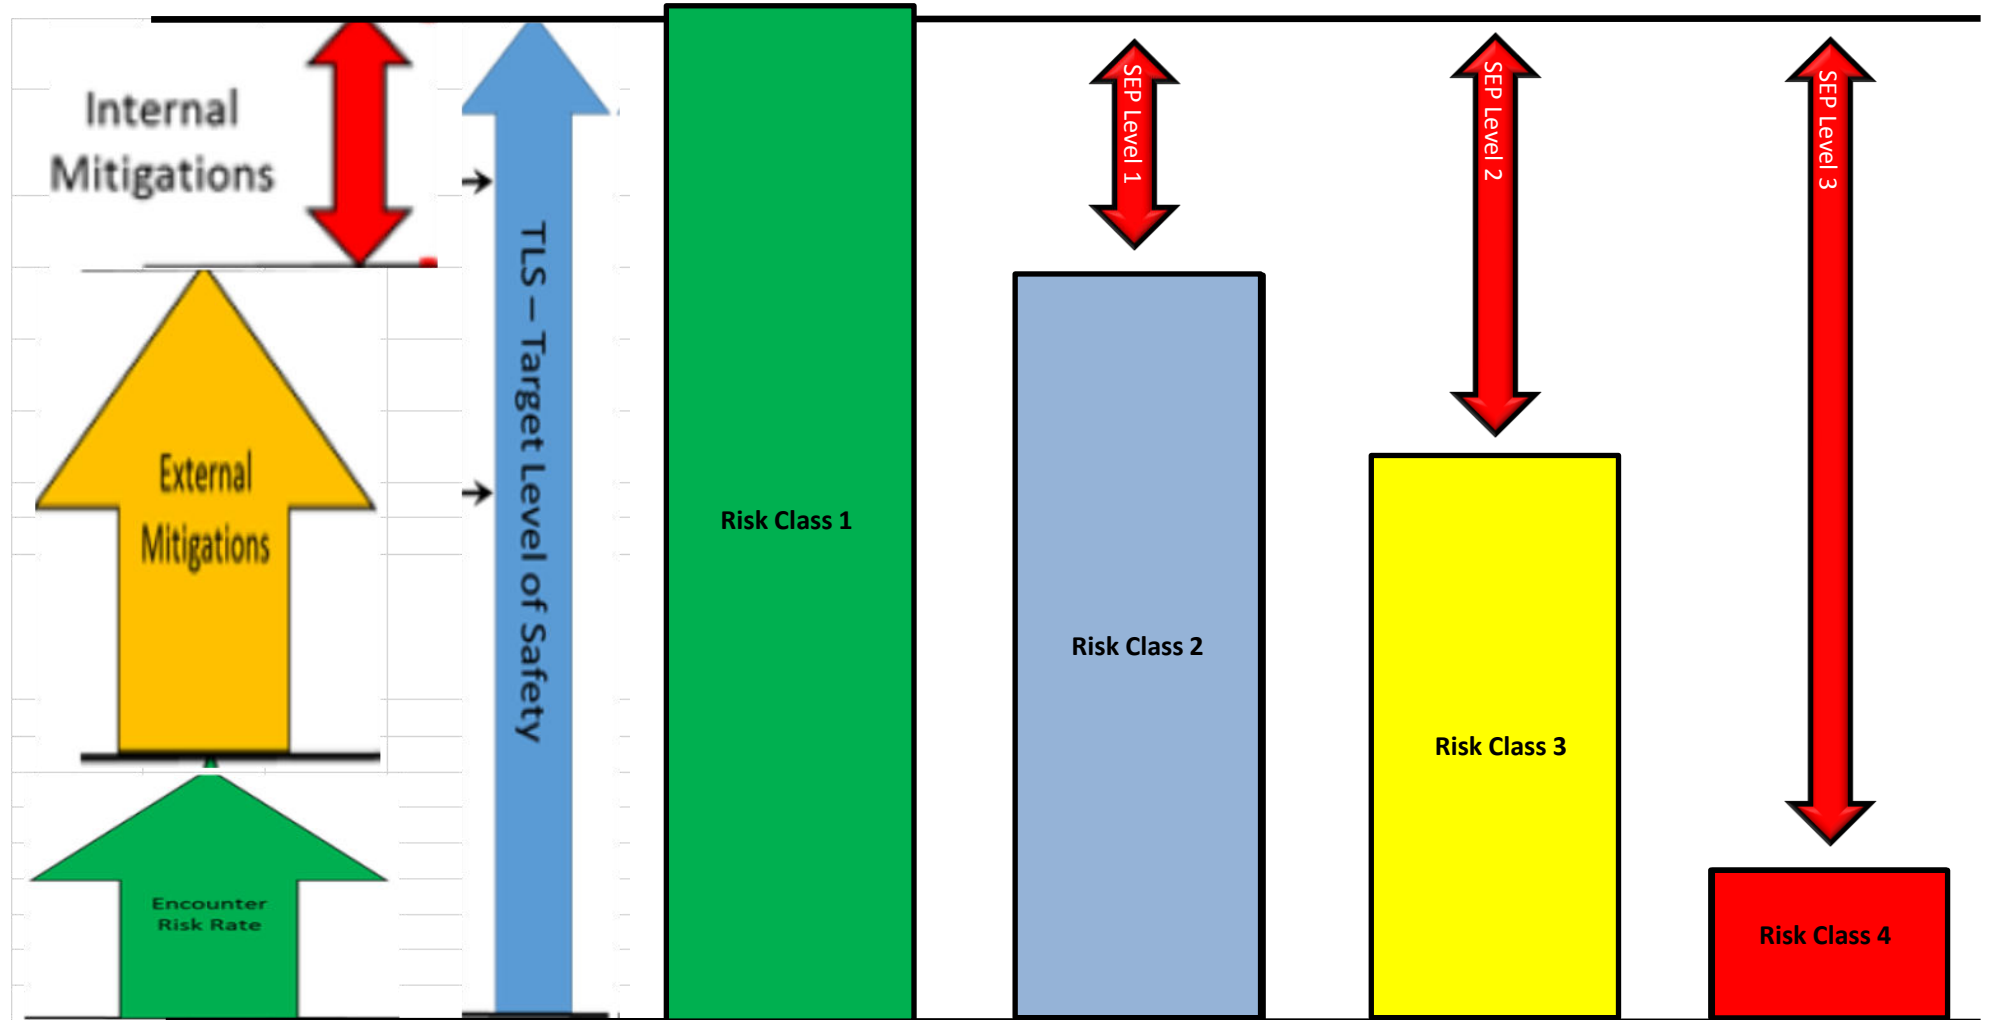 Internal
Mitigations
External
Mitigations
Encounter
Risk Rate
TLS – Target Level of Safety
Risk Class 1
SEP Level 1
Risk Class 2
SEP Level 2
Risk Class 3
SEP Level 3
Risk Class 4